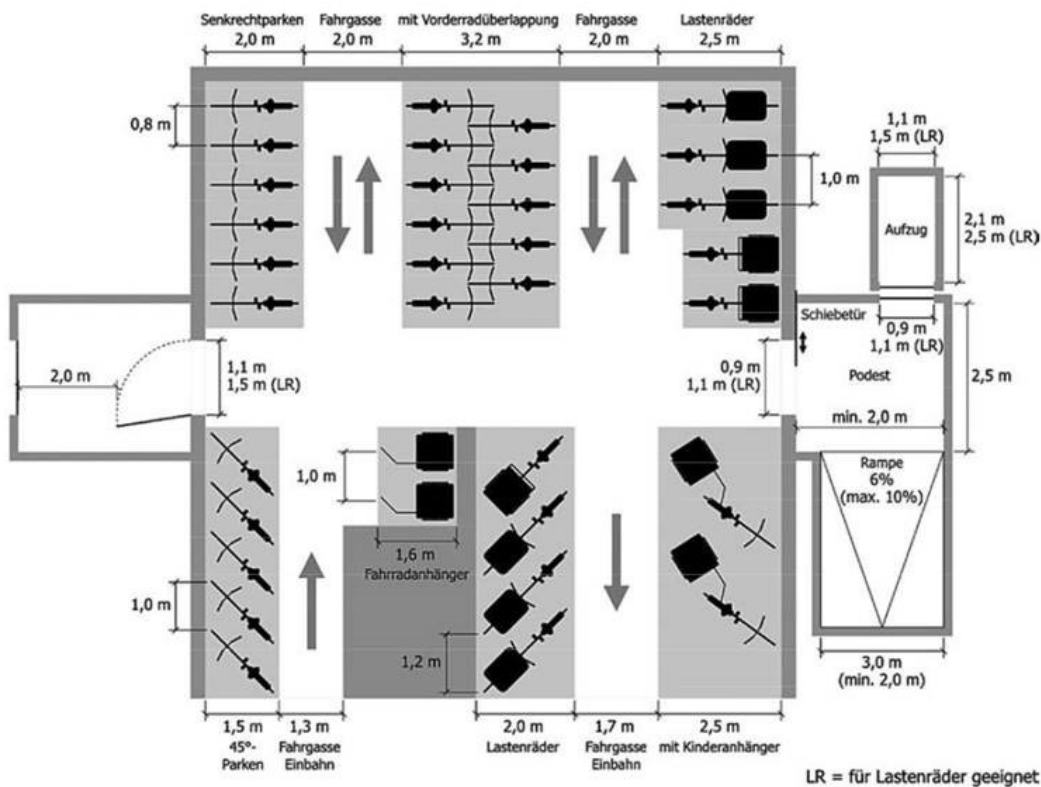 Senkrechtparken
2,0 m
Fahrgasse
2,0 m
mit Vorderradüberlappung
3,2 m
Fahrgasse
2,0 m
Lastenräder
2,5 m
0,8 m
1,0 m
1,1 m
1,5 m (LR)
Aufzug
2,1 m
2,5 m (LR)
Schiebetür
0,9 m
1,1 m (LR)
2,0 m
1,1 m
1,5 m (LR)
0,9 m
1,1 m (LR)
Podest
2,5 m
min. 2,0 m
1,0 m
Rampe
6%
(max. 10%)
1,6 m
Fahrradanhänger
1,0 m
1,2 m
3,0 m
(min. 2,0 m)
1,5 m
45°-
Parken
1,3 m
Fahrgasse
Einbahn
2,0 m
Lastenräder
1,7 m
Fahrgasse
Einbahn
2,5 m
mit Kinderanhänger
LR = für Lastenräder geeignet